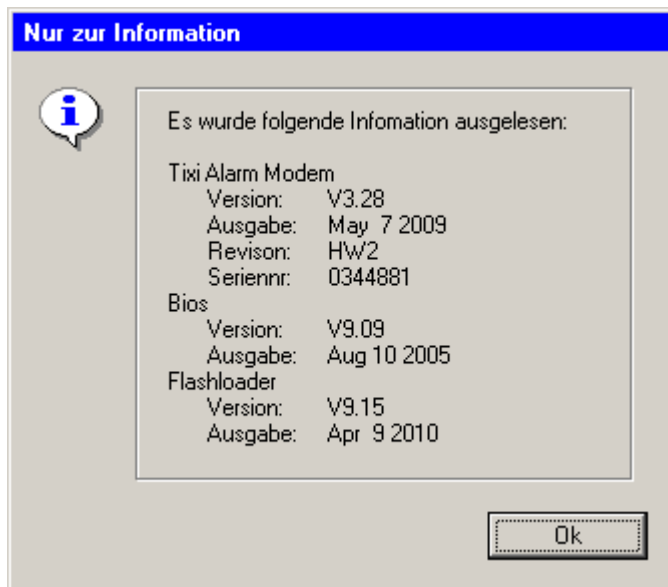 Nur zur Information
Es wurde folgende Infomation ausgelesen:
Tixi Alarm Modem
Version: V3.28
Ausgabe: May 7 2009
Revison: HW2
Seriennr: 0344881
Bios
Version: V9.09
Ausgabe: Aug 10 2005
Flashloader
Version: V9.15
Ausgabe: Apr 9 2010
Ok